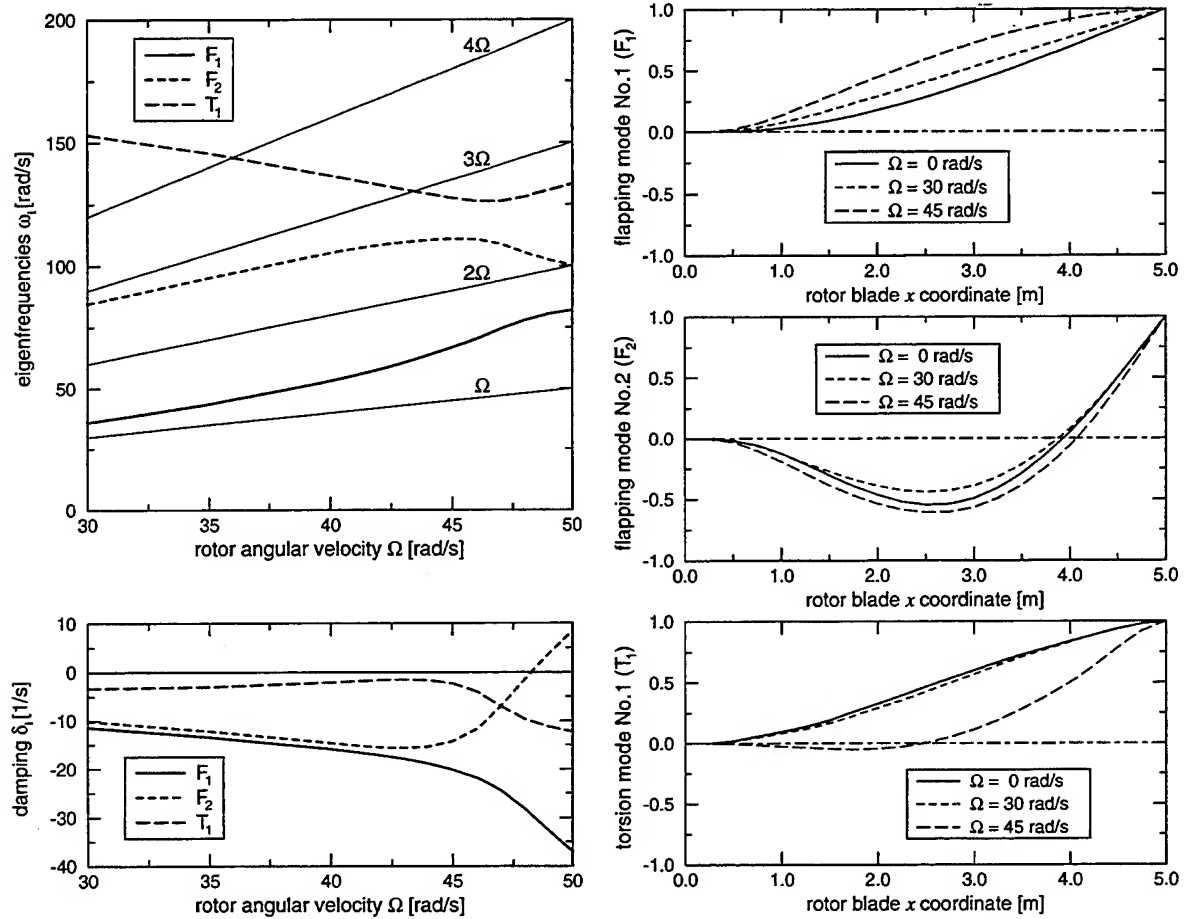 200
150
100
50
0
eigenfrequencies ωᵢ [rad/s]
F₁
F₂
T₁
4Ω
3Ω
2Ω
Ω
30 35 40 45 50
rotor angular velocity Ω [rad/s]
10
0
-10
-20
-30
-40
damping δᵢ [1/s]
F₁
F₂
T₁
30 35 40 45 50
rotor angular velocity Ω [rad/s]
1.0
0.5
0.0
-0.5
-1.0
flapping mode No.1 (F₁)
Ω = 0 rad/s
Ω = 30 rad/s
Ω = 45 rad/s
0.0 1.0 2.0 3.0 4.0 5.0
rotor blade x coordinate [m]
1.0
0.5
0.0
-0.5
-1.0
flapping mode No.2 (F₂)
Ω = 0 rad/s
Ω = 30 rad/s
Ω = 45 rad/s
0.0 1.0 2.0 3.0 4.0 5.0
rotor blade x coordinate [m]
1.0
0.5
0.0
-0.5
-1.0
torsion mode No.1 (T₁)
Ω = 0 rad/s
Ω = 30 rad/s
Ω = 45 rad/s
0.0 1.0 2.0 3.0 4.0 5.0
rotor blade x coordinate [m]